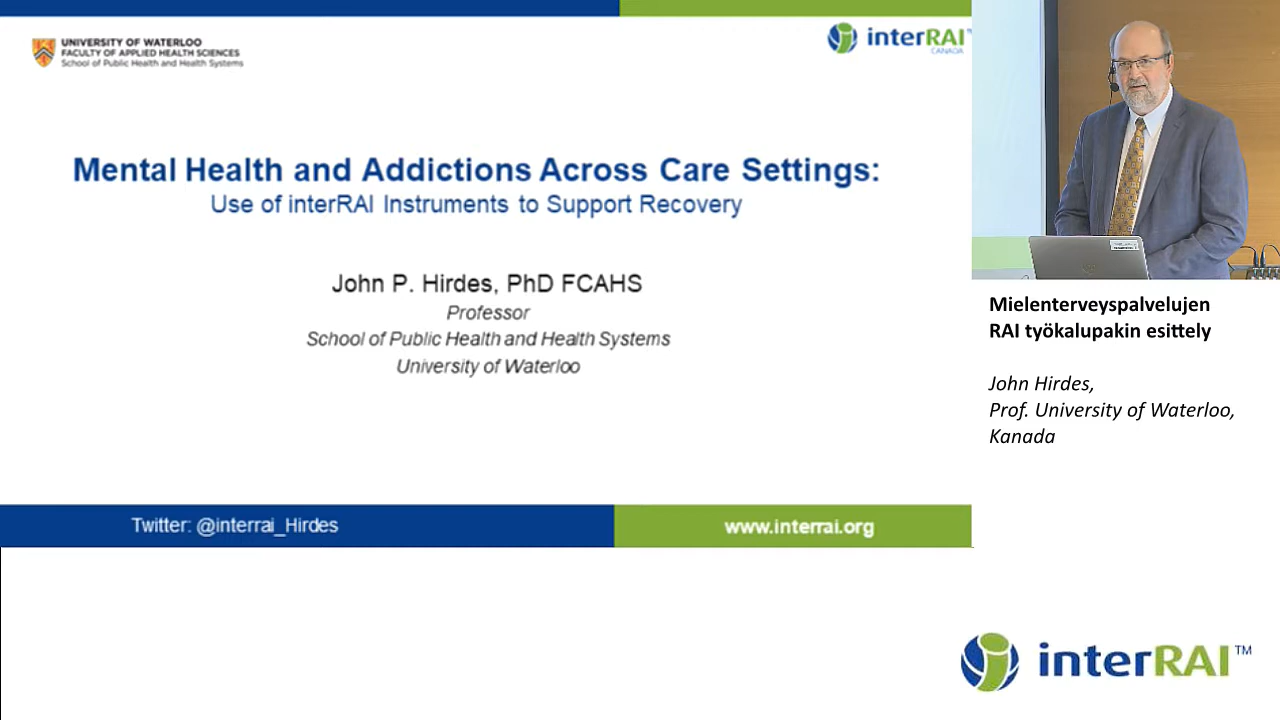 UNIVERSITY OF WATERLOO
FACULTY OF APPLIED HEALTH SCIENCES
School of Public Health and Health Systems
interRAI
CANADA
Mental Health and Addictions Across Care Settings:
Use of interRAI Instruments to Support Recovery
John P. Hirdes, PhD FCAHS
Professor
School of Public Health and Health Systems
University of Waterloo
Twitter: @interrai_Hirdes
www.interrai.org
Mielenterveyspalvelujen
RAI työkalupakin esittely
John Hirdes,
Prof. University of Waterloo,
Kanada
interRAI™